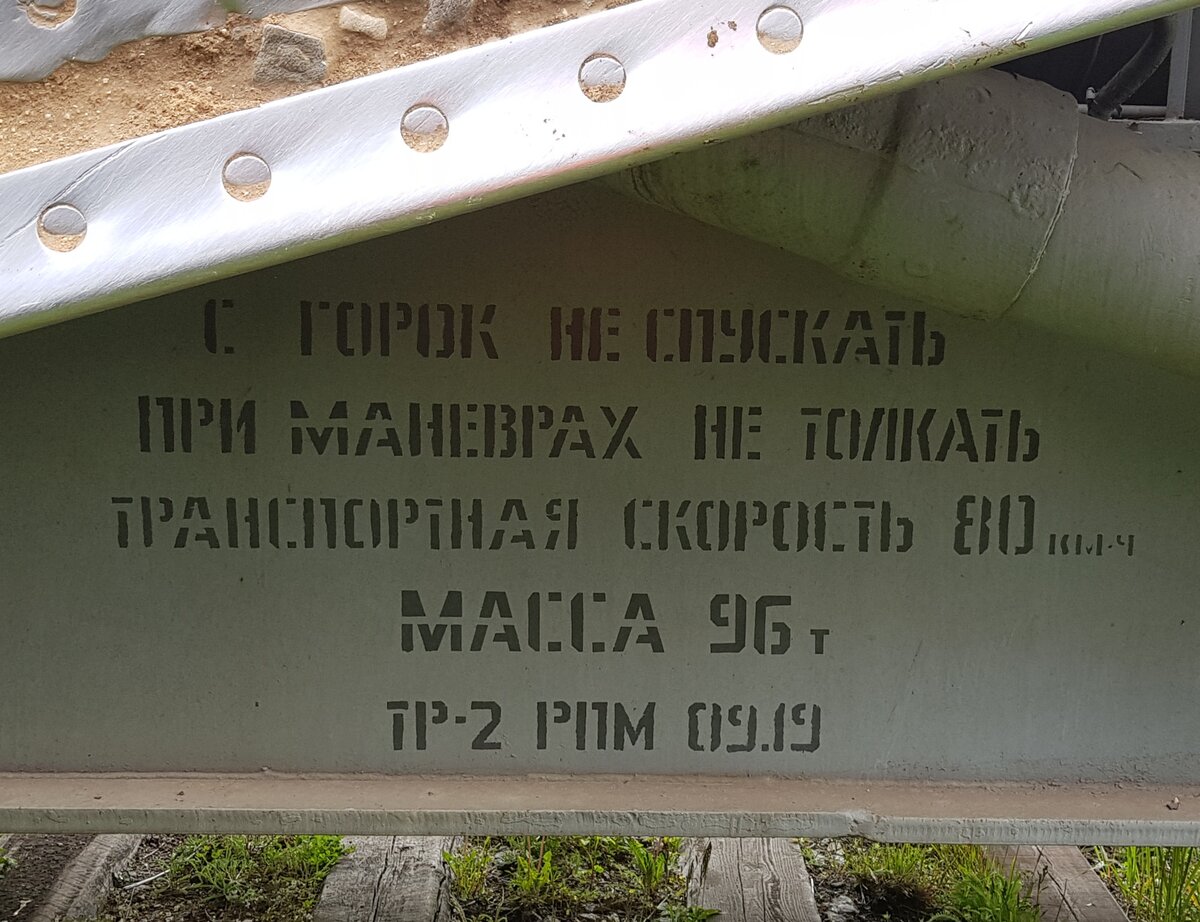 С ГОРОК НЕ СПУСКАТЬ
ПРИ МАНЕВРАХ НЕ ТОЛКАТЬ
ТРАНСПОРТНАЯ СКОРОСТЬ 80 КМ-Ч
МАССА 96 т
ТР-2 РПМ 09.19